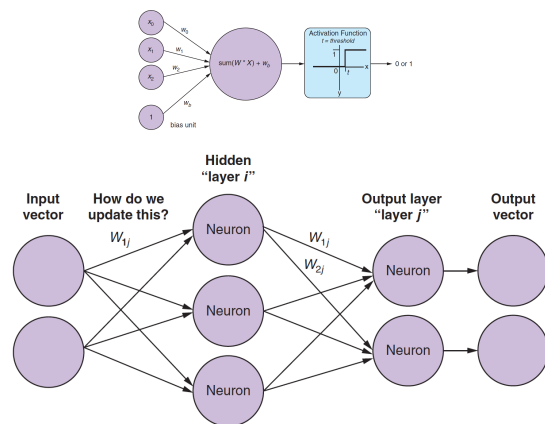 x0
w0
x1
w1
x2
w2
1
wb
bias unit
sum(W * X) + wb
Activation Function
t = threshold
1
0
t
x
y
0 or 1
Input
vector
How do we
update this?
Hidden
“layer i”
Output layer
“layer j”
Output
vector
W1j
W1j
W2j
Neuron
Neuron
Neuron
Neuron
Neuron